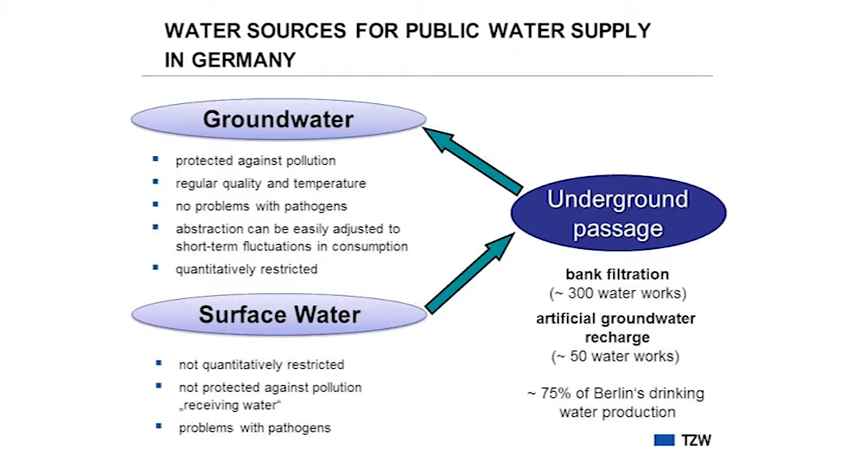 WATER SOURCES FOR PUBLIC WATER SUPPLY
IN GERMANY
Groundwater
protected against pollution
regular quality and temperature
no problems with pathogens
abstraction can be easily adjusted to
short-term fluctuations in consumption
quantitatively restricted
Surface Water
not quantitatively restricted
not protected against pollution
„receiving water“
problems with pathogens
Underground
passage
bank filtration
(~ 300 water works)
artificial groundwater
recharge
(~ 50 water works)
~ 75% of Berlin‘s drinking
water production
TZW